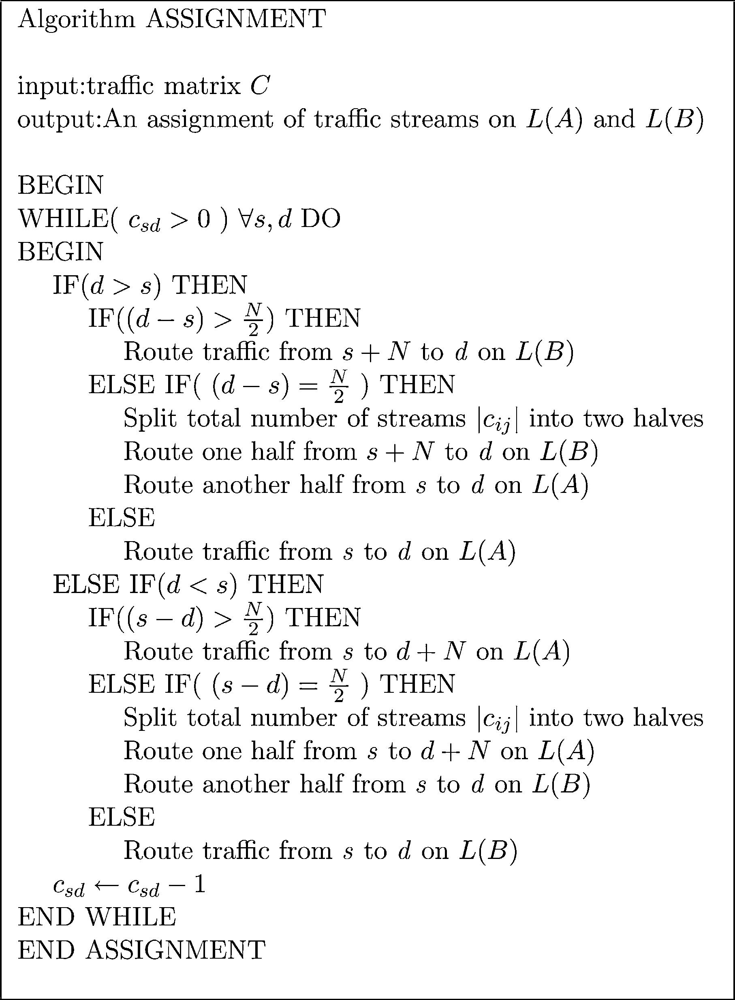 Algorithm ASSIGNMENT
input:traffic matrix C
output:An assignment of traffic streams on L(A) and L(B)
BEGIN
WHILE( c_{sd} > 0 ) ∀s, d DO
BEGIN
IF(d > s) THEN
IF((d − s) > \frac{N}{2}) THEN
Route traffic from s + N to d on L(B)
ELSE IF( (d − s) = \frac{N}{2} ) THEN
Split total number of streams |c_{ij}| into two halves
Route one half from s + N to d on L(B)
Route another half from s to d on L(A)
ELSE
Route traffic from s to d on L(A)
ELSE IF(d < s) THEN
IF((s − d) > \frac{N}{2}) THEN
Route traffic from s to d + N on L(A)
ELSE IF( (s − d) = \frac{N}{2} ) THEN
Split total number of streams |c_{ij}| into two halves
Route one half from s to d + N on L(A)
Route another half from s to d on L(B)
ELSE
Route traffic from s to d on L(B)
c_{sd} ← c_{sd} − 1
END WHILE
END ASSIGNMENT